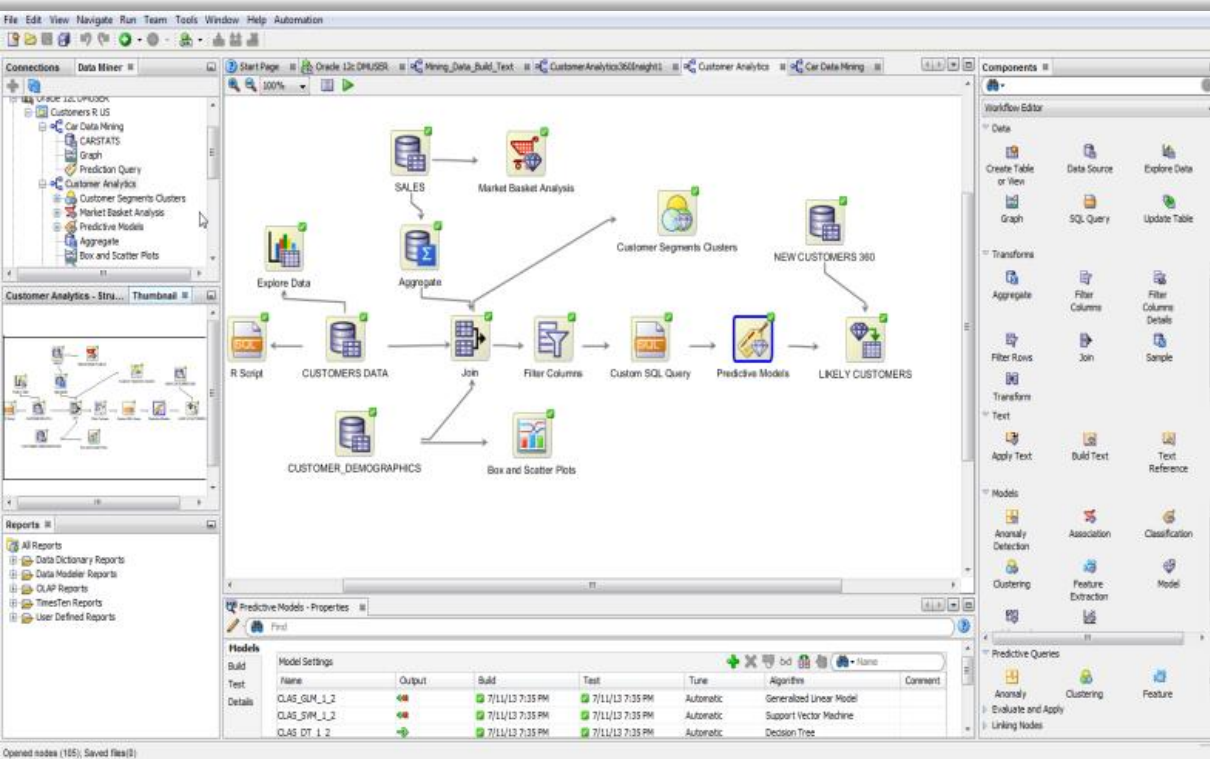 File Edit View Navigate Run Team Tools Window Help Automation
Connections Data Miner
Oracle 12c DMUSER
Customers R US
Car Data Mining
CARSTATS
Graph
Prediction Query
Customer Analytics
Customer Segments Clusters
Market Basket Analysis
Predictive Models
Aggregate
Box and Scatter Plots
Customer Analytics - Stru... Thumbnail
Reports
All Reports
Data Dictionary Reports
Data Modeler Reports
OLAP Reports
TimesTen Reports
User Defined Reports
Start Page Oracle 12c DMUSER Mining_Data_Build_Text CustomerAnalytics360Insight1 Customer Analytics Car Data Mining
100%
SALES
Market Basket Analysis
Customer Segments Clusters
NEW CUSTOMERS 360
Explore Data
Aggregate
SQL
R Script
CUSTOMERS DATA
Join
Filter Columns
SQL
Custom SQL Query
Predictive Models
LIKELY CUSTOMERS
CUSTOMER_DEMOGRAPHICS
Box and Scatter Plots
Predictive Models - Properties
Find
Models
Build
Test
Details
Model Settings
Name
Name Output Build Test Tune Algorithm Comment
CLAS_GLM_1_2 7/11/13 7:35 PM 7/11/13 7:35 PM Automatic Generalized Linear Model
CLAS_SVM_1_2 7/11/13 7:35 PM 7/11/13 7:35 PM Automatic Support Vector Machine
CLAS_DT_1_2 7/11/13 7:35 PM 7/11/13 7:35 PM Automatic Decision Tree
Components
Workflow Editor
Data
Create Table or View
Data Source
Explore Data
Graph
SQL Query
Update Table
Transforms
Aggregate
Filter Columns
Filter Columns Details
Filter Rows
Join
Sample
Transform
Text
Apply Text
Build Text
Text Reference
Models
Anomaly Detection
Association
Classification
Clustering
Feature Extraction
Model
Predictive Queries
Anomaly
Clustering
Feature
Evaluate and Apply
Linking Nodes
Opened nodes (105); Saved files(0)